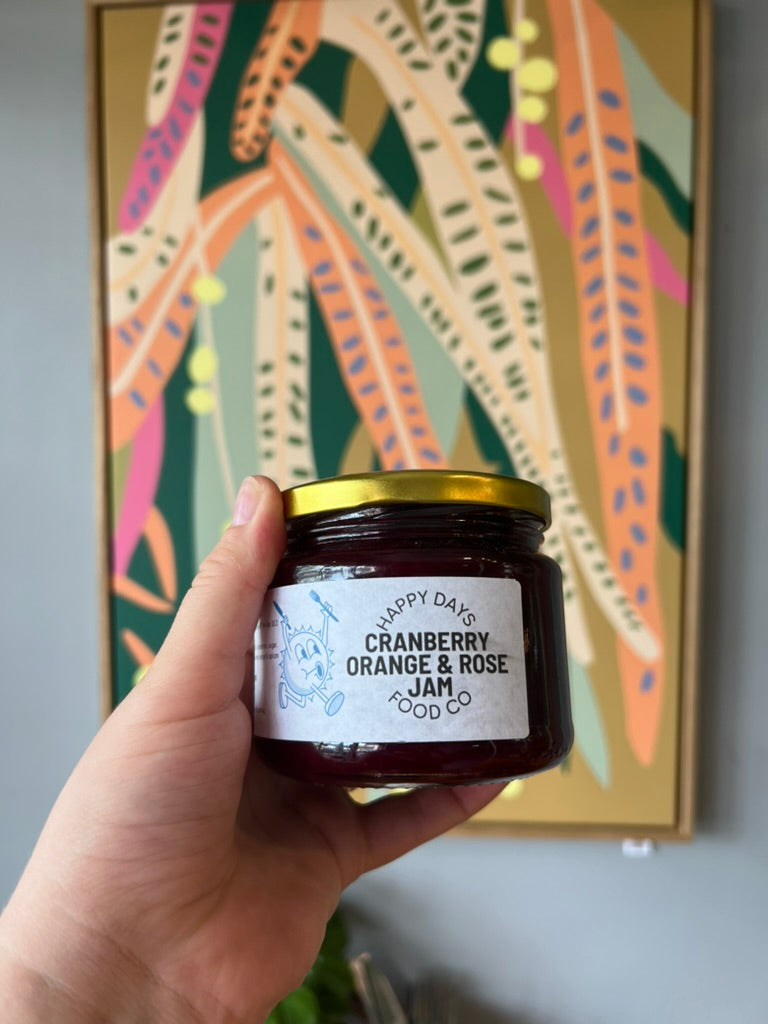 HAPPY DAYS
CRANBERRY
ORANGE & ROSE
JAM
FOOD CO